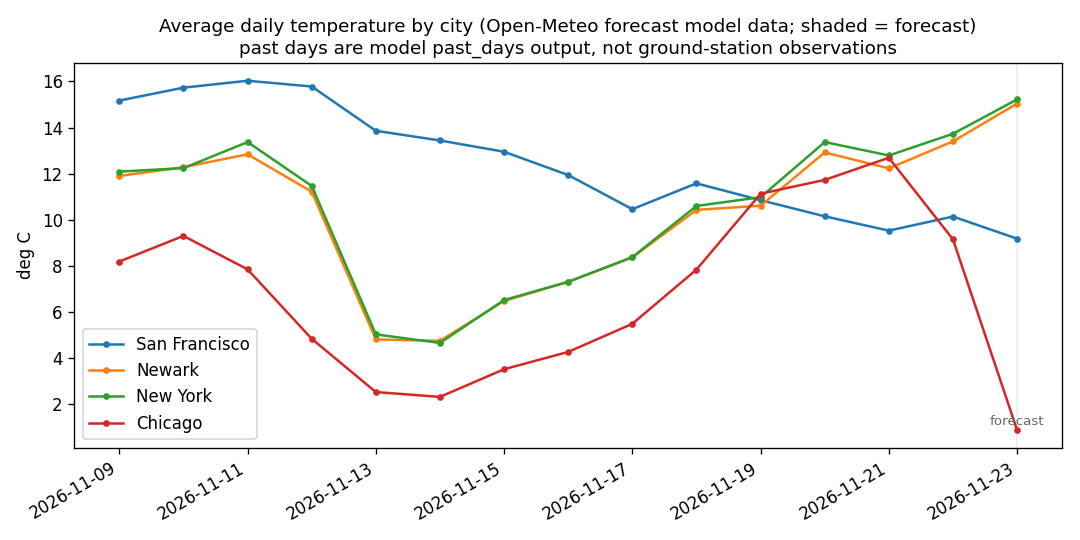 Average daily temperature by city (Open-Meteo forecast model data; shaded = forecast)
past days are model past_days output, not ground-station observations
deg C
16
14
12
10
8
6
4
2
San Francisco
Newark
New York
Chicago
forecast
2026-11-09
2026-11-11
2026-11-13
2026-11-15
2026-11-17
2026-11-19
2026-11-21
2026-11-23